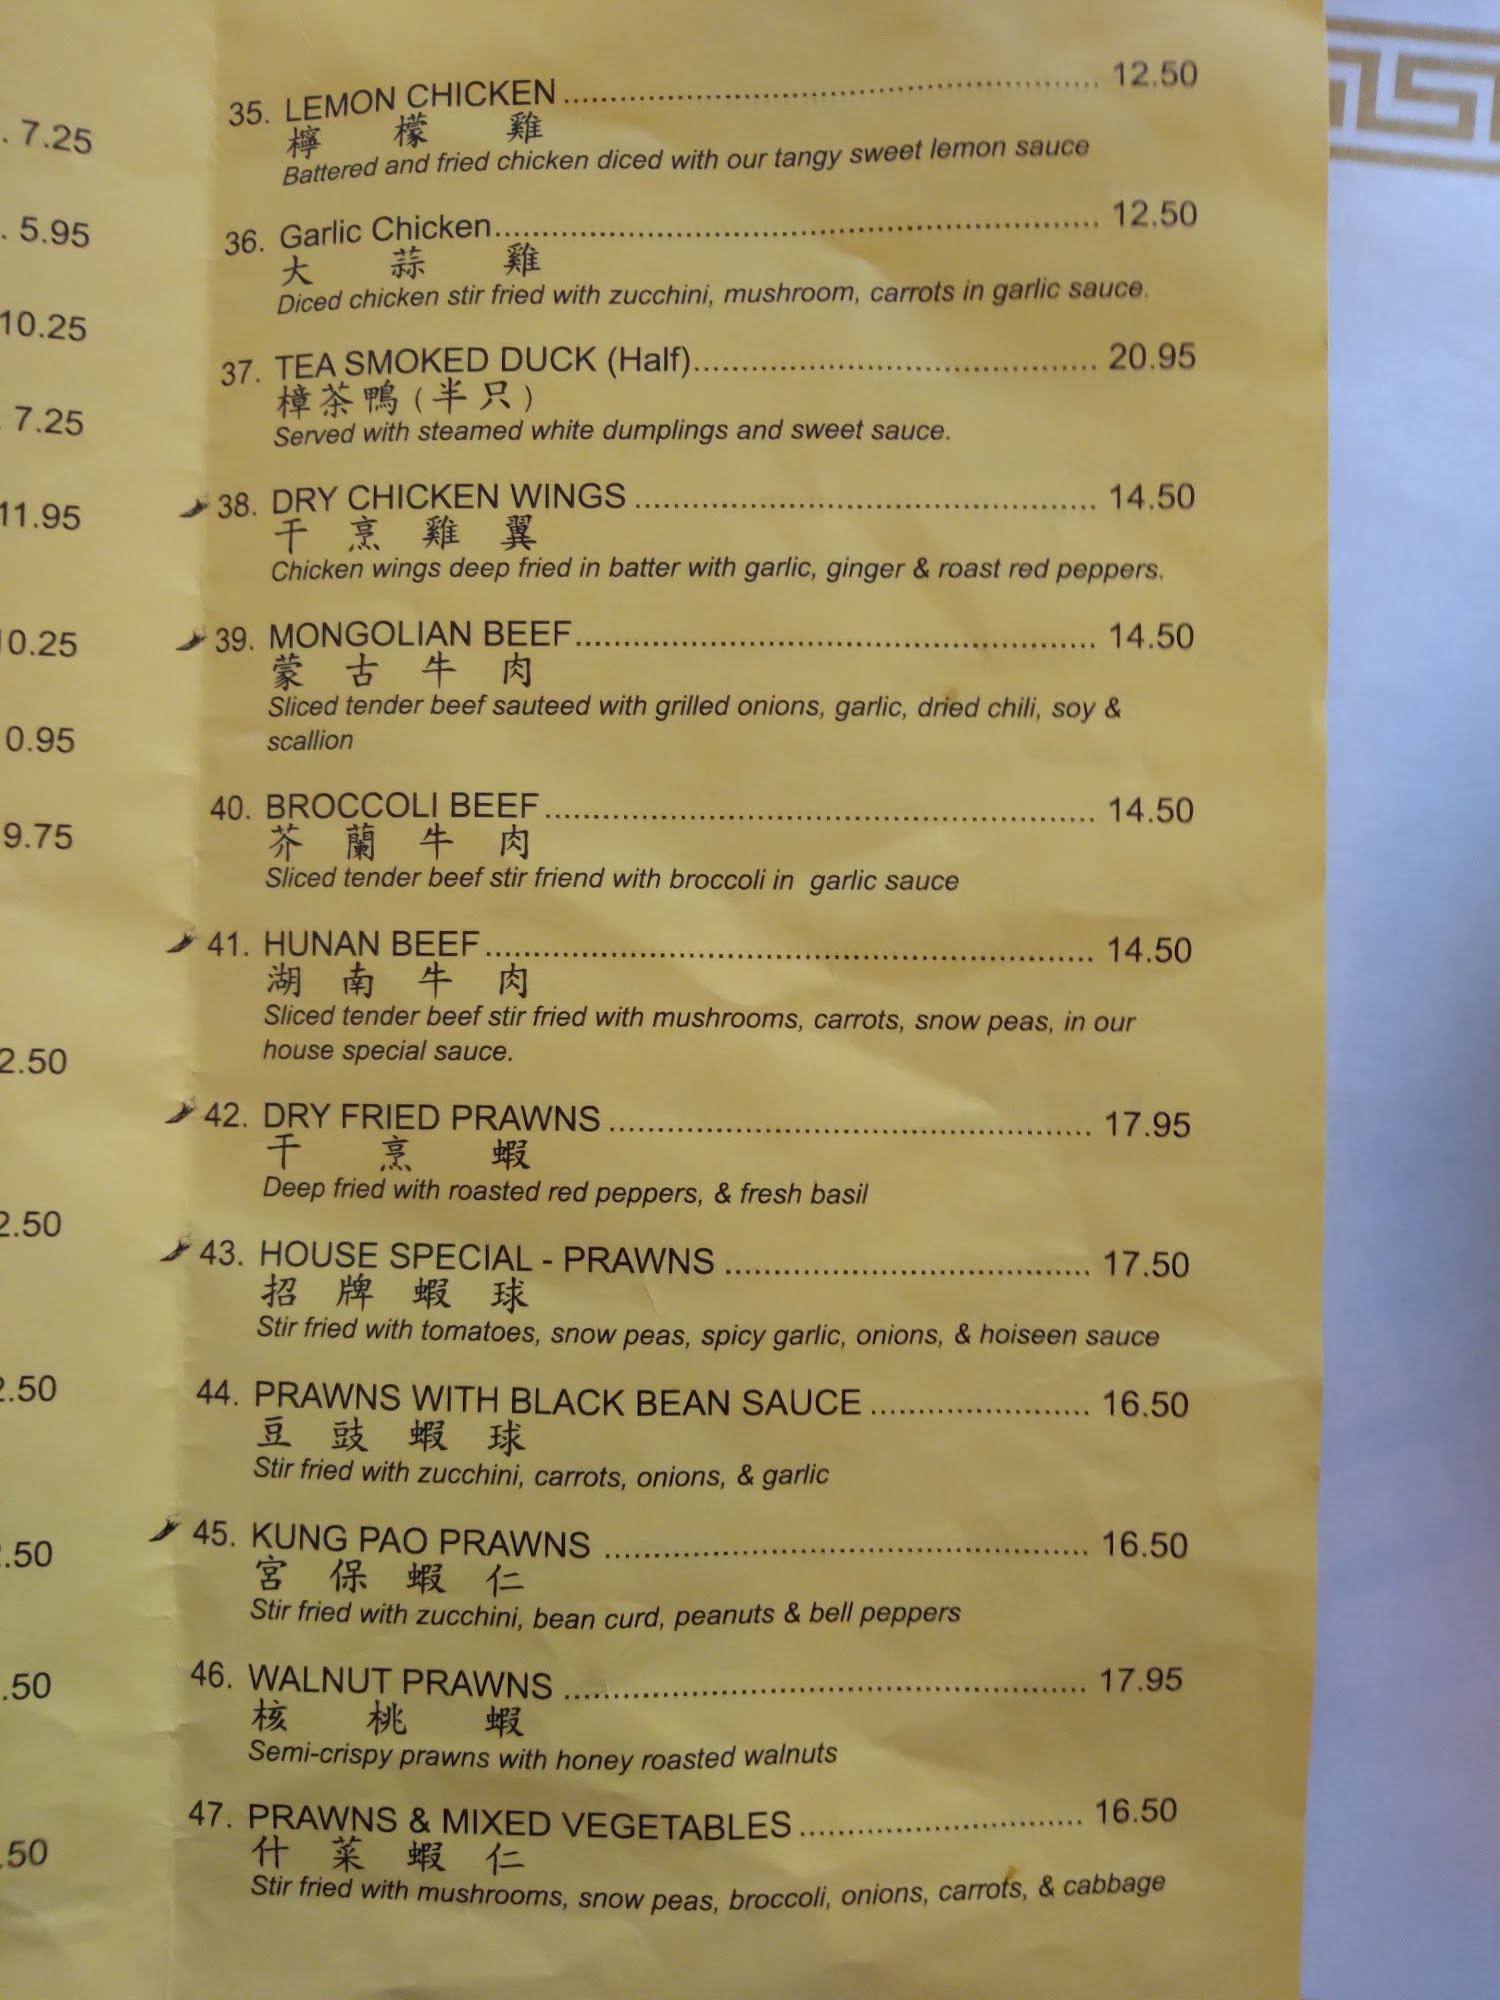 . 7.25
. 5.95
10.25
. 7.25
11.95
10.25
0.95
9.75
2.50
2.50
2.50
.50
.50
.50
35. LEMON CHICKEN 12.50
檸 檬 雞
Battered and fried chicken diced with our tangy sweet lemon sauce
36. Garlic Chicken 12.50
大 蒜 雞
Diced chicken stir fried with zucchini, mushroom, carrots in garlic sauce.
37. TEA SMOKED DUCK (Half) 20.95
樟茶鴨(半只)
Served with steamed white dumplings and sweet sauce.
38. DRY CHICKEN WINGS 14.50
干 烹 雞 翼
Chicken wings deep fried in batter with garlic, ginger & roast red peppers.
39. MONGOLIAN BEEF 14.50
蒙 古 牛 肉
Sliced tender beef sauteed with grilled onions, garlic, dried chili, soy &
scallion
40. BROCCOLI BEEF 14.50
芥 蘭 牛 肉
Sliced tender beef stir friend with broccoli in garlic sauce
41. HUNAN BEEF 14.50
湖 南 牛 肉
Sliced tender beef stir fried with mushrooms, carrots, snow peas, in our
house special sauce.
42. DRY FRIED PRAWNS 17.95
干 烹 蝦
Deep fried with roasted red peppers, & fresh basil
43. HOUSE SPECIAL - PRAWNS 17.50
招 牌 蝦 球
Stir fried with tomatoes, snow peas, spicy garlic, onions, & hoiseen sauce
44. PRAWNS WITH BLACK BEAN SAUCE 16.50
豆 豉 蝦 球
Stir fried with zucchini, carrots, onions, & garlic
45. KUNG PAO PRAWNS 16.50
宮 保 蝦 仁
Stir fried with zucchini, bean curd, peanuts & bell peppers
46. WALNUT PRAWNS 17.95
核 桃 蝦
Semi-crispy prawns with honey roasted walnuts
47. PRAWNS & MIXED VEGETABLES 16.50
什 菜 蝦 仁
Stir fried with mushrooms, snow peas, broccoli, onions, carrots, & cabbage